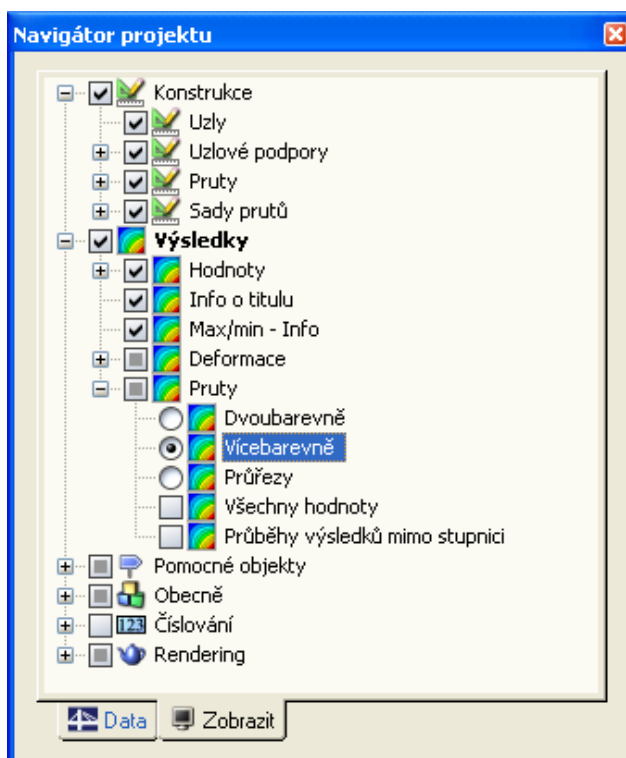 Navigátor projektu
Konstrukce
Uzly
Uzlové podpory
Pruty
Sady prutů
Výsledky
Hodnoty
Info o titulu
Max/min - Info
Deformace
Pruty
Dvoubarevně
Vícebarevně
Průřezy
Všechny hodnoty
Průběhy výsledků mimo stupnici
Pomocné objekty
Obecně
123 Číslování
Rendering
Data Zobrazit